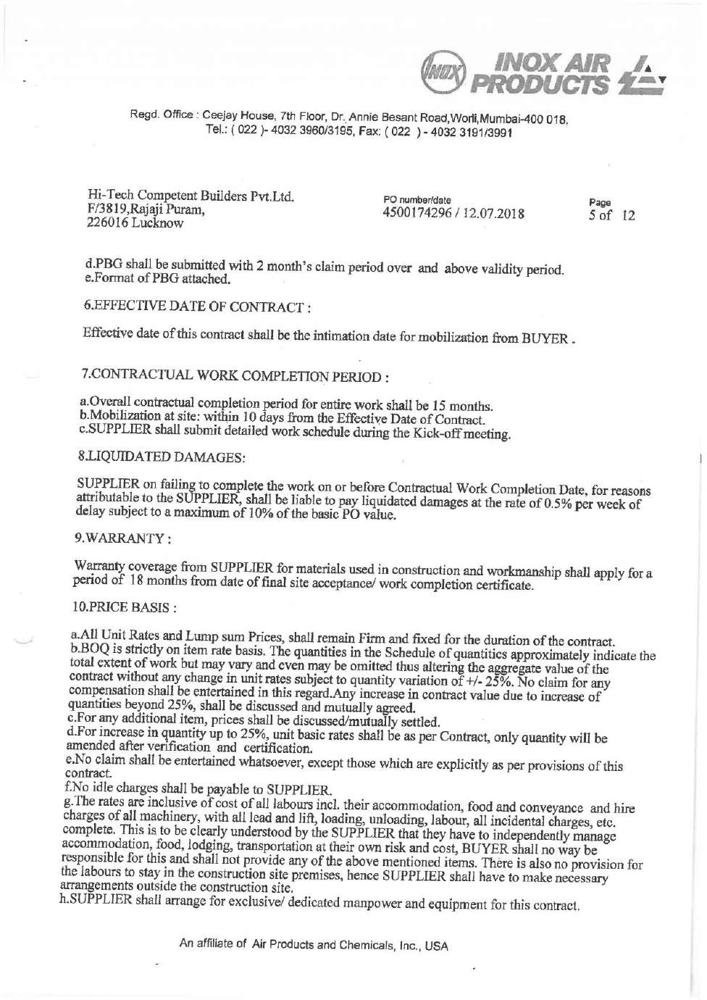 INOX
INOX AIR
PRODUCTS
Regd. Office : Ceejay House, 7th Floor, Dr. Annie Besant Road,Worli,Mumbai-400 018.
Tel.: ( 022 )- 4032 3960/3195, Fax: ( 022 ) - 4032 3191/3991
Hi-Tech Competent Builders Pvt.Ltd.
F/3819,Rajaji Puram,
226016 Lucknow
PO number/date
4500174296 / 12.07.2018
Page
5 of 12
d.PBG shall be submitted with 2 month's claim period over and above validity period.
e.Format of PBG attached.
6.EFFECTIVE DATE OF CONTRACT :
Effective date of this contract shall be the intimation date for mobilization from BUYER .
7.CONTRACTUAL WORK COMPLETION PERIOD :
a.Overall contractual completion period for entire work shall be 15 months.
b.Mobilization at site: within 10 days from the Effective Date of Contract.
c.SUPPLIER shall submit detailed work schedule during the Kick-off meeting.
8.LIQUIDATED DAMAGES:
SUPPLIER on failing to complete the work on or before Contractual Work Completion Date, for reasons
attributable to the SUPPLIER, shall be liable to pay liquidated damages at the rate of 0.5% per week of
delay subject to a maximum of 10% of the basic PO value.
9.WARRANTY :
Warranty coverage from SUPPLIER for materials used in construction and workmanship shall apply for a
period of 18 months from date of final site acceptance/ work completion certificate.
10.PRICE BASIS :
a.All Unit Rates and Lump sum Prices, shall remain Firm and fixed for the duration of the contract.
b.BOQ is strictly on item rate basis. The quantities in the Schedule of quantities approximately indicate the
total extent of work but may vary and even may be omitted thus altering the aggregate value of the
contract without any change in unit rates subject to quantity variation of +/- 25%. No claim for any
compensation shall be entertained in this regard.Any increase in contract value due to increase of
quantities beyond 25%, shall be discussed and mutually agreed.
c.For any additional item, prices shall be discussed/mutually settled.
d.For increase in quantity up to 25%, unit basic rates shall be as per Contract, only quantity will be
amended after verification and certification.
e.No claim shall be entertained whatsoever, except those which are explicitly as per provisions of this
contract.
f.No idle charges shall be payable to SUPPLIER.
g.The rates are inclusive of cost of all labours incl. their accommodation, food and conveyance and hire
charges of all machinery, with all lead and lift, loading, unloading, labour, all incidental charges, etc.
complete. This is to be clearly understood by the SUPPLIER that they have to independently manage
accommodation, food, lodging, transportation at their own risk and cost, BUYER shall no way be
responsible for this and shall not provide any of the above mentioned items. There is also no provision for
the labours to stay in the construction site premises, hence SUPPLIER shall have to make necessary
arrangements outside the construction site.
h.SUPPLIER shall arrange for exclusive/ dedicated manpower and equipment for this contract.
An affiliate of Air Products and Chemicals, Inc., USA